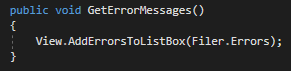 public void GetErrorMessages()
{
    View.AddErrorsToListBox(Filer.Errors);
}